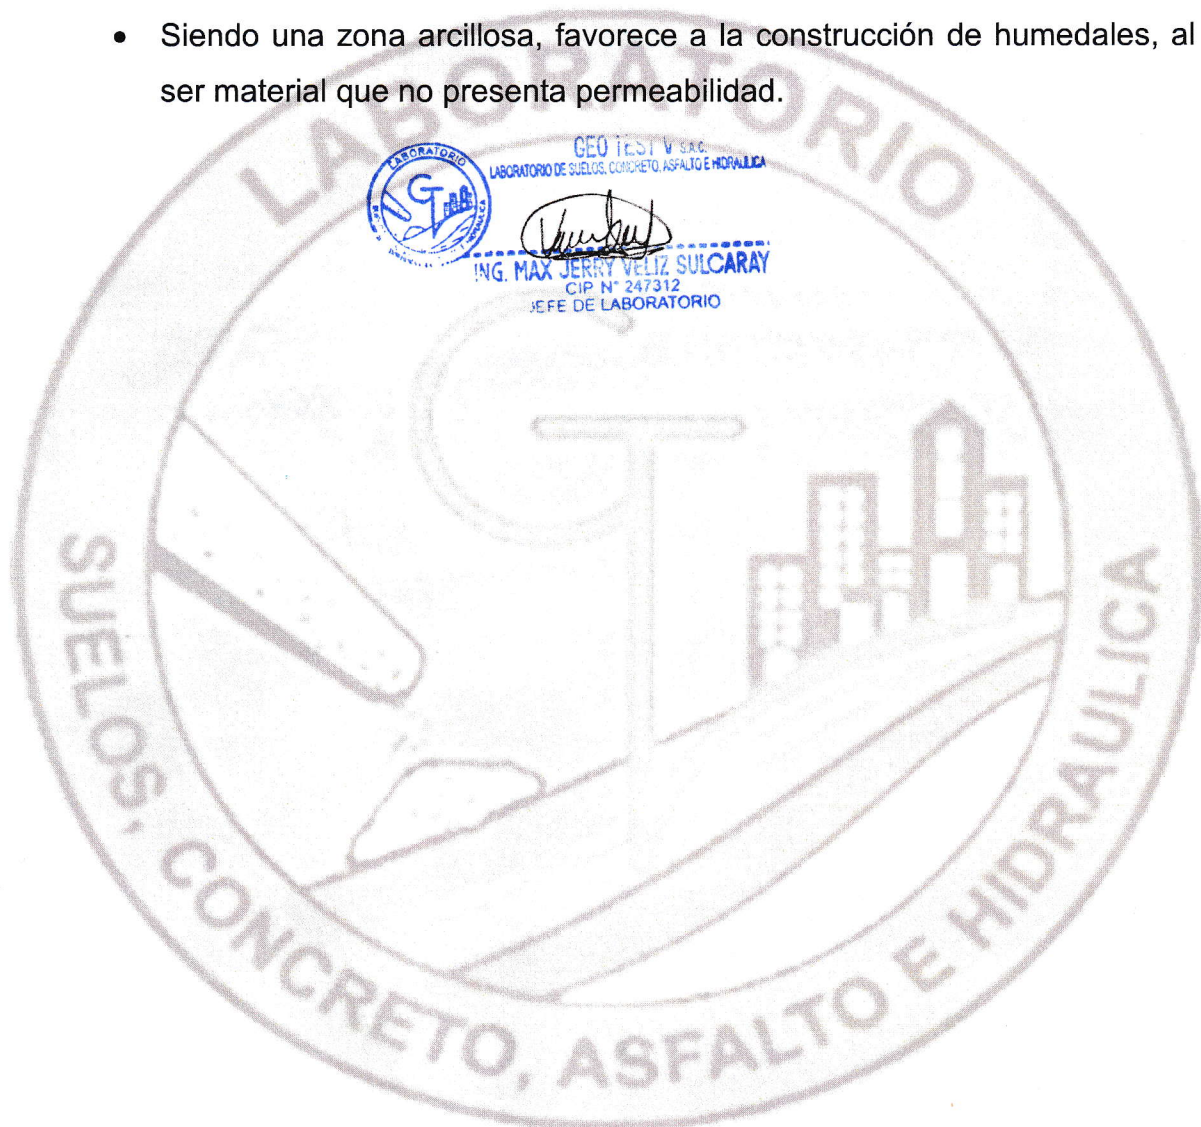 • Siendo una zona arcillosa, favorece a la construcción de humedales, al
ser material que no presenta permeabilidad.
LABORATORIO
GEO TEST V S.A.C.
LABORATORIO DE SUELOS, CONCRETO, ASFALTO E HIDRAULICA
ING. MAX JERRY VELIZ SULCARAY
CIP N° 247312
JEFE DE LABORATORIO
LABORATORIO
SUELOS, CONCRETO, ASFALTO E HIDRAULICA